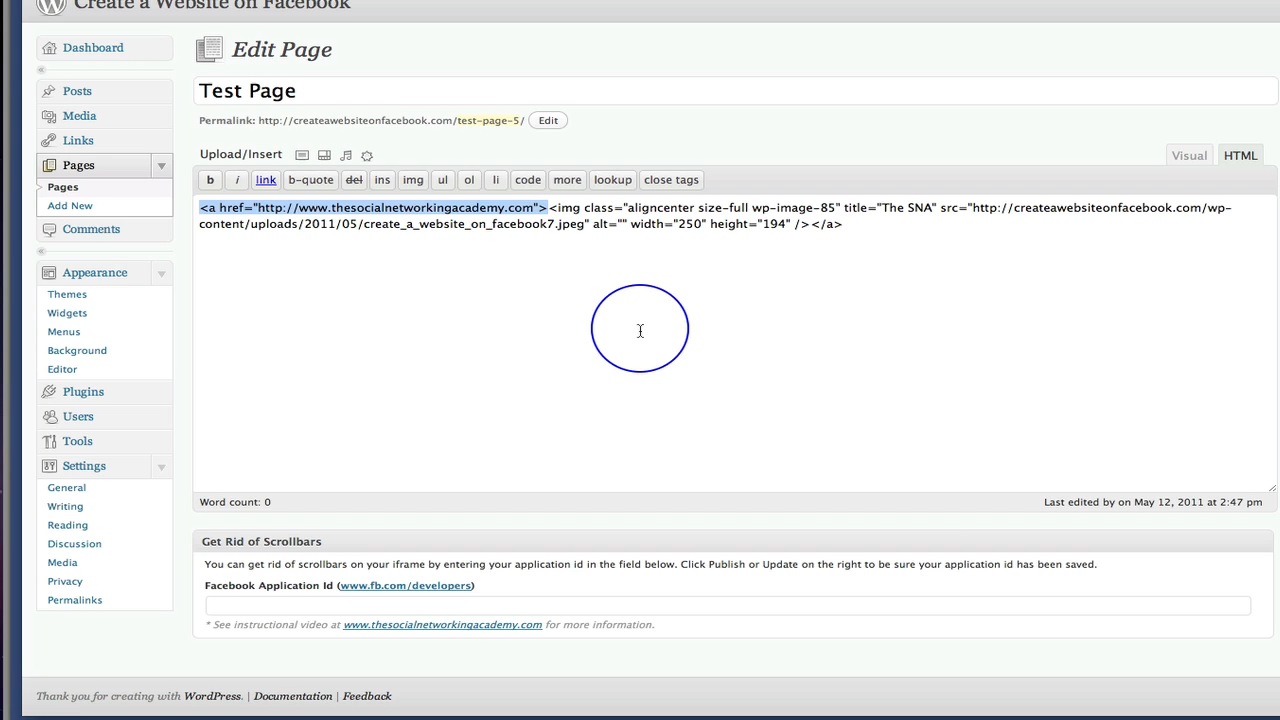 Create a Website on Facebook
Dashboard
Posts
Media
Links
Pages
Pages
Add New
Comments
Appearance
Themes
Widgets
Menus
Background
Editor
Plugins
Users
Tools
Settings
General
Writing
Reading
Discussion
Media
Privacy
Permalinks
Edit Page
Test Page
Permalink: http://createawebsiteonfacebook.com/test-page-5/ Edit
Upload/Insert Visual HTML
b i link b-quote del ins img ul ol li code more lookup close tags
<a href="http://www.thesocialnetworkingacademy.com"><img class="aligncenter size-full wp-image-85" title="The SNA" src="http://createawebsiteonfacebook.com/wp-
content/uploads/2011/05/create_a_website_on_facebook7.jpeg" alt="" width="250" height="194" /></a>
Word count: 0 Last edited by on May 12, 2011 at 2:47 pm
Get Rid of Scrollbars
You can get rid of scrollbars on your iframe by entering your application id in the field below. Click Publish or Update on the right to be sure your application id has been saved.
Facebook Application Id (www.fb.com/developers)
* See instructional video at www.thesocialnetworkingacademy.com for more information.
Thank you for creating with WordPress. | Documentation | Feedback